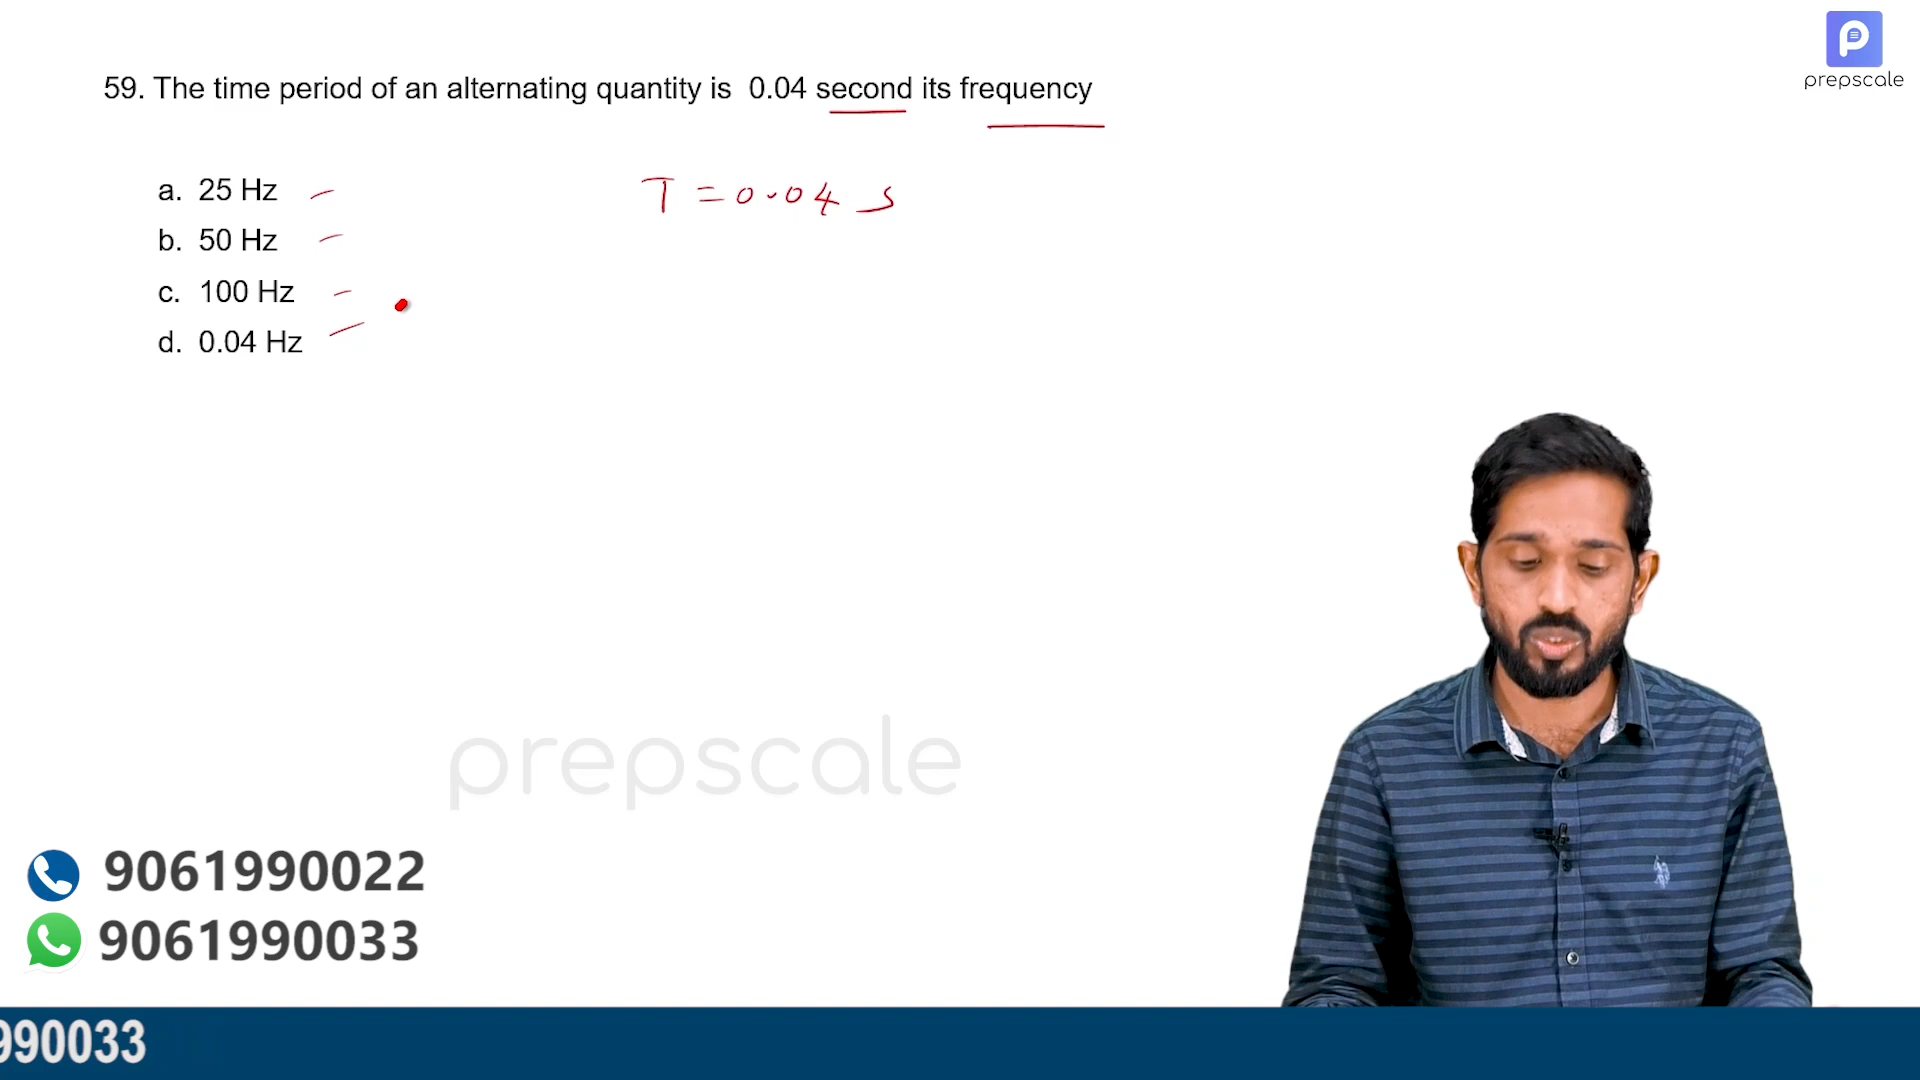 prepscale
59. The time period of an alternating quantity is 0.04 second its frequency
a. 25 Hz
T = 0.04 s
b. 50 Hz
c. 100 Hz
d. 0.04 Hz
prepscale
9061990022
9061990033
990033